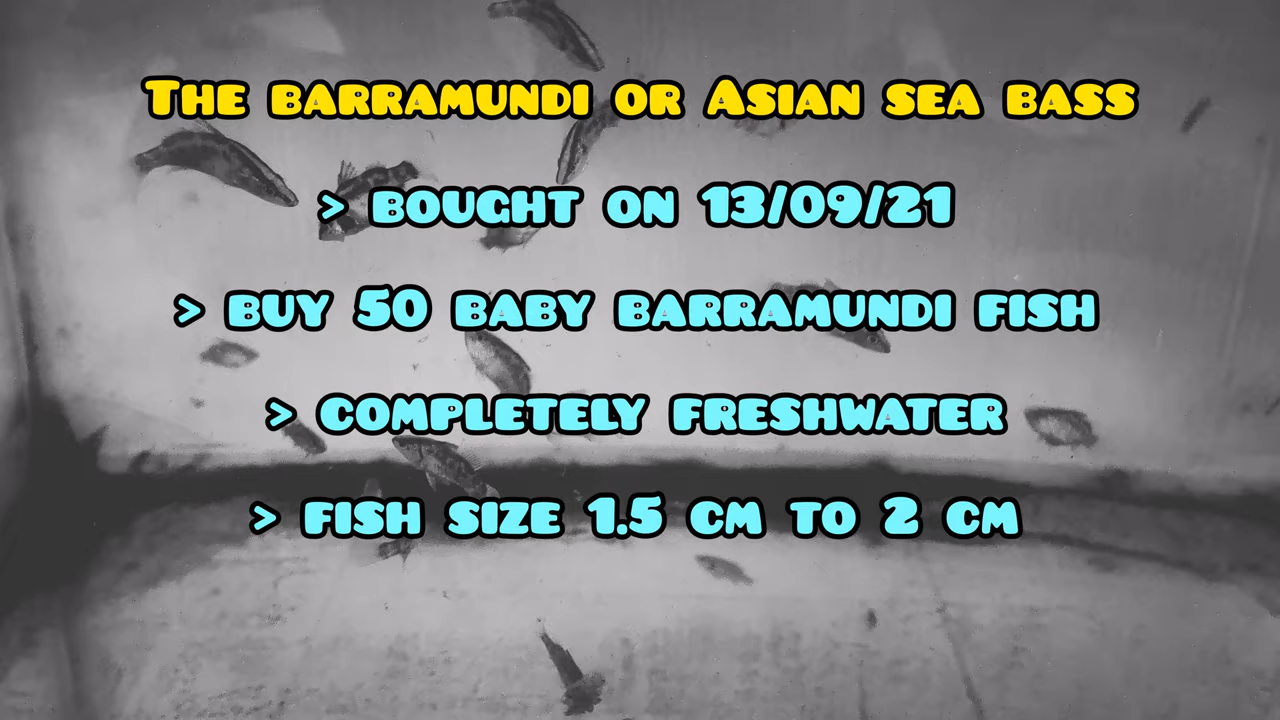 The barramundi or Asian sea bass
> bought on 13/09/21
> buy 50 baby barramundi fish
> completely freshwater
> fish size 1.5 cm to 2 cm